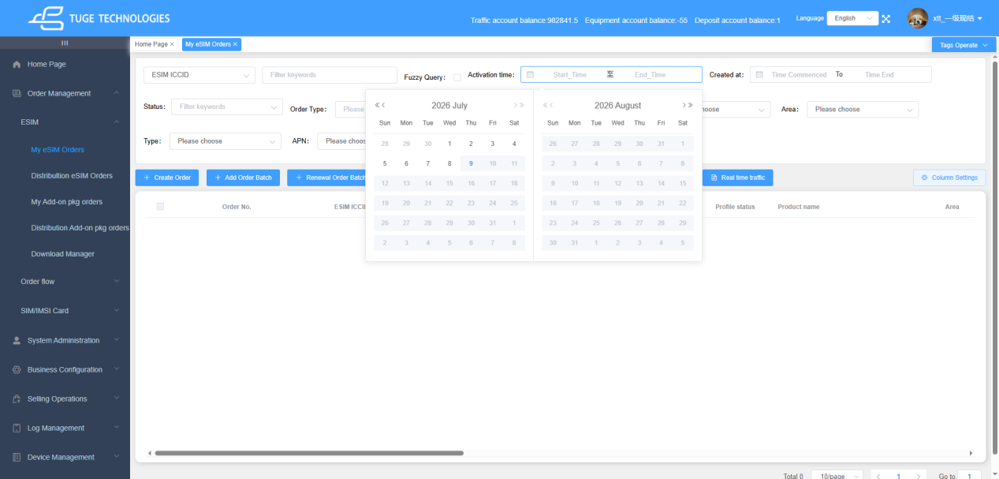 TUGE TECHNOLOGIES
Traffic account balance:982841.5 Equipment account balance:-55 Deposit account balance:1
Language English
xtt_一级现结
Home Page
My eSIM Orders
Tags Operate
Home Page
Order Management
ESIM
My eSIM Orders
Distribultion eSIM Orders
My Add-on pkg orders
Distribution Add-on pkg orders
Download Manager
Order flow
SIM/IMSI Card
System Administration
Business Configuration
Selling Operations
Log Management
Device Management
ESIM ICCID Filter keywords Fuzzy Query: Activation time: Start_Time 至 End_Time Created at: Time Commenced To Time End
Status: Filter keywords Order Type: Please hoose Area: Please choose
Type: Please choose APN: Please choos
2026 July
Sun Mon Tue Wed Thu Fri Sat
28 29 30 1 2 3 4
5 6 7 8 9 10 11
12 13 14 15 16 17 18
19 20 21 22 23 24 25
26 27 28 29 30 31 1
2 3 4 5 6 7 8
2026 August
Sun Mon Tue Wed Thu Fri Sat
26 27 28 29 30 31 1
2 3 4 5 6 7 8
9 10 11 12 13 14 15
16 17 18 19 20 21 22
23 24 25 26 27 28 29
30 31 1 2 3 4 5
+ Create Order + Add Order Batch + Renewal Order Batch Real time traffic Column Settings
Order No. ESIM ICCI Profile status Product name Area
Total 0 10/page 1 Go to 1